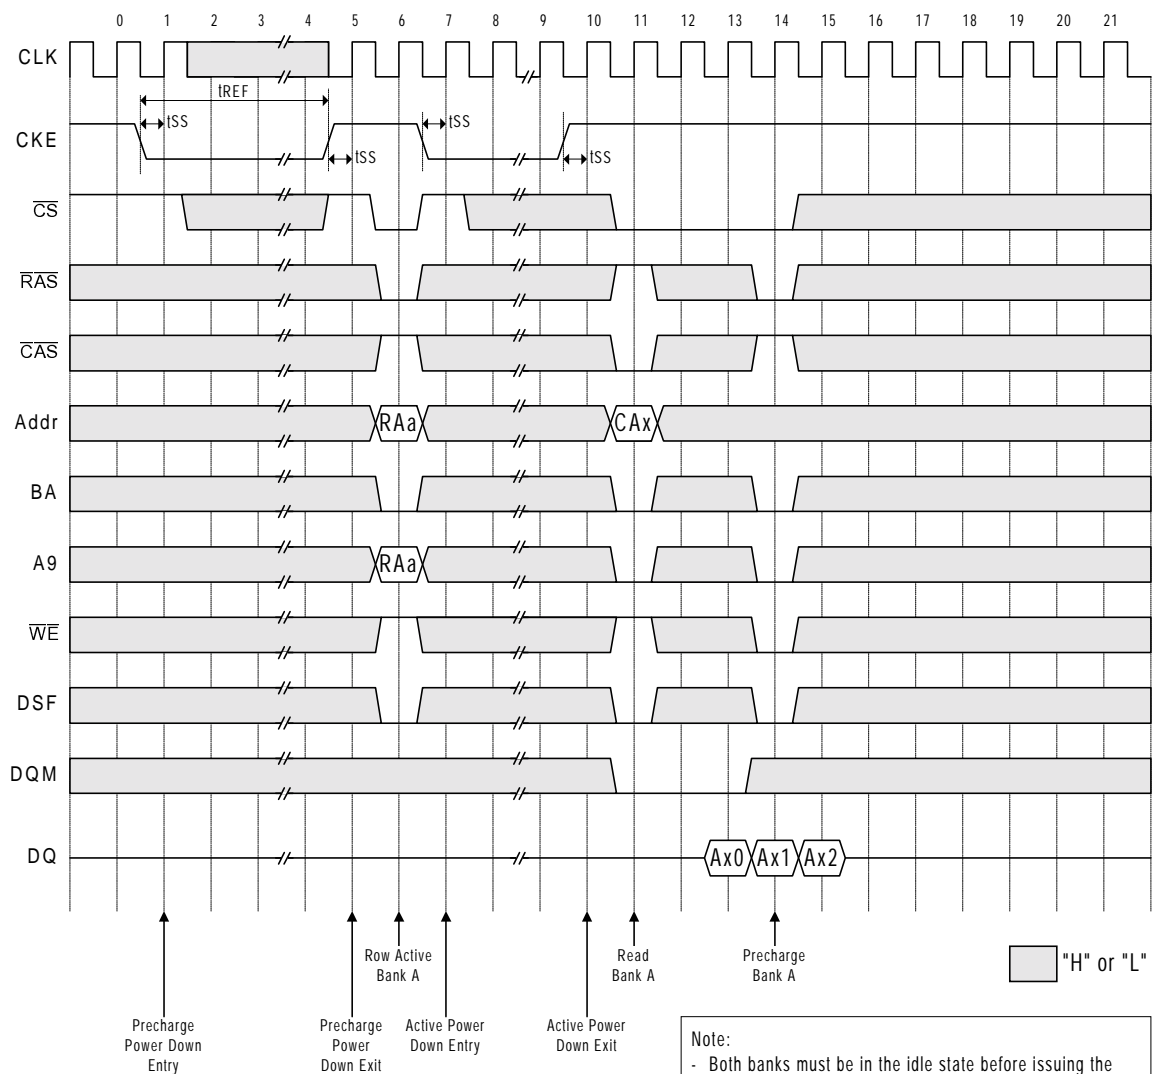 0 1 2 3 4 5 6 7 8 9 10 11 12 13 14 15 16 17 18 19 20 21
CLK
tREF
CKE
tSS
tSS
tSS
tSS
CS
RAS
CAS
Addr
RAa
CAx
BA
A9
RAa
WE
DSF
DQM
DQ
Ax0
Ax1
Ax2
Row Active
Bank A
Read
Bank A
Precharge
Bank A
"H" or "L"
Precharge
Power Down
Entry
Precharge
Power
Down Exit
Active Power
Down Entry
Active Power
Down Exit
Note:
- Both banks must be in the idle state before issuing the